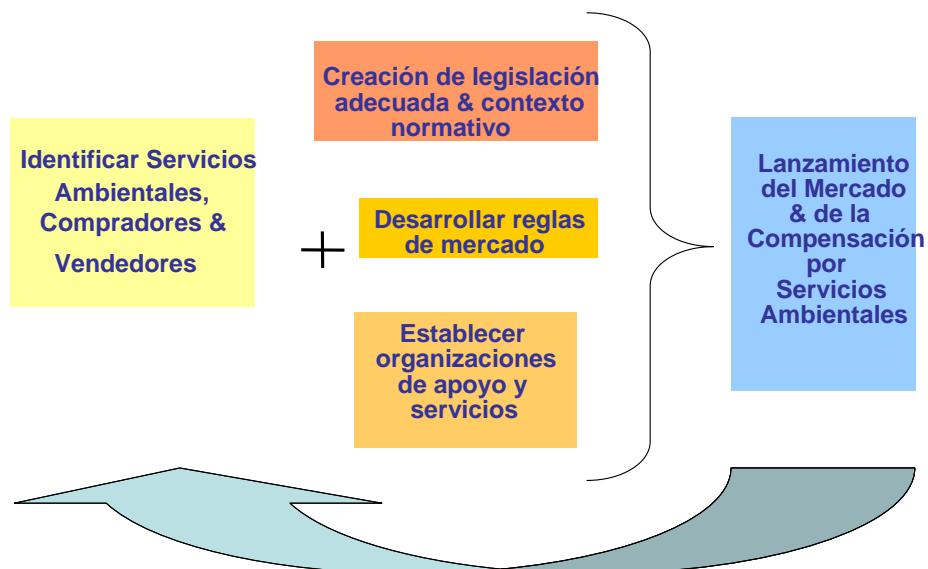 Identificar Servicios
Ambientales,
Compradores &
Vendedores
+
Creación de legislación
adecuada & contexto
normativo
Desarrollar reglas
de mercado
Establecer
organizaciones
de apoyo y
servicios
Lanzamiento
del Mercado
& de la
Compensación
por
Servicios
Ambientales